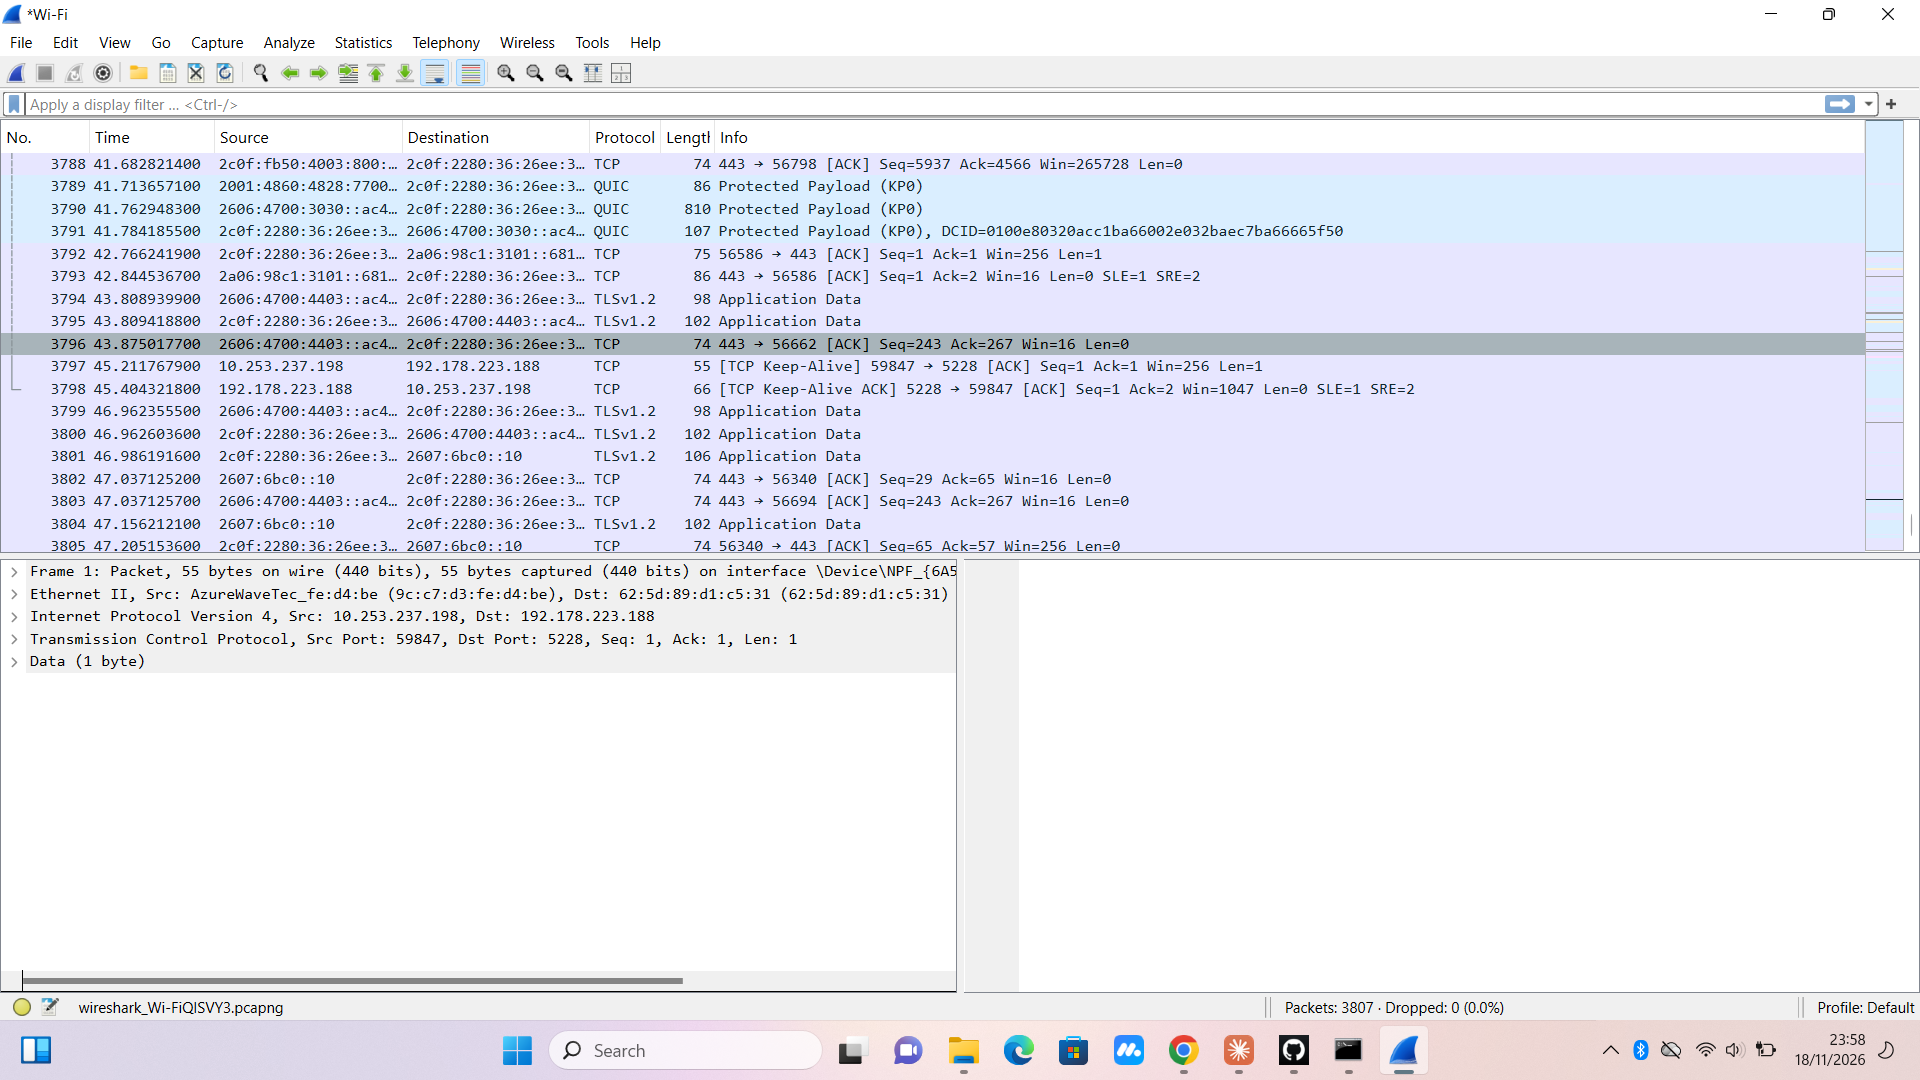 *Wi-Fi
File Edit View Go Capture Analyze Statistics Telephony Wireless Tools Help
Apply a display filter ... <Ctrl-/>
No. Time Source Destination Protocol Length Info
3788 41.682821400 2c0f:fb50:4003:800:… 2c0f:2280:36:26ee:3… TCP 74 443 → 56798 [ACK] Seq=5937 Ack=4566 Win=265728 Len=0
3789 41.713657100 2001:4860:4828:7700… 2c0f:2280:36:26ee:3… QUIC 86 Protected Payload (KP0)
3790 41.762948300 2606:4700:3030::ac4… 2c0f:2280:36:26ee:3… QUIC 810 Protected Payload (KP0)
3791 41.784185500 2c0f:2280:36:26ee:3… 2606:4700:3030::ac4… QUIC 107 Protected Payload (KP0), DCID=0100e80320acc1ba66002e032baec7ba66665f50
3792 42.766241900 2c0f:2280:36:26ee:3… 2a06:98c1:3101::681… TCP 75 56586 → 443 [ACK] Seq=1 Ack=1 Win=256 Len=1
3793 42.844536700 2a06:98c1:3101::681… 2c0f:2280:36:26ee:3… TCP 86 443 → 56586 [ACK] Seq=1 Ack=2 Win=16 Len=0 SLE=1 SRE=2
3794 43.808939900 2606:4700:4403::ac4… 2c0f:2280:36:26ee:3… TLSv1.2 98 Application Data
3795 43.809418800 2c0f:2280:36:26ee:3… 2606:4700:4403::ac4… TLSv1.2 102 Application Data
3796 43.875017700 2606:4700:4403::ac4… 2c0f:2280:36:26ee:3… TCP 74 443 → 56662 [ACK] Seq=243 Ack=267 Win=16 Len=0
3797 45.211767900 10.253.237.198 192.178.223.188 TCP 55 [TCP Keep-Alive] 59847 → 5228 [ACK] Seq=1 Ack=1 Win=256 Len=1
3798 45.404321800 192.178.223.188 10.253.237.198 TCP 66 [TCP Keep-Alive ACK] 5228 → 59847 [ACK] Seq=1 Ack=2 Win=1047 Len=0 SLE=1 SRE=2
3799 46.962355500 2606:4700:4403::ac4… 2c0f:2280:36:26ee:3… TLSv1.2 98 Application Data
3800 46.962603600 2c0f:2280:36:26ee:3… 2606:4700:4403::ac4… TLSv1.2 102 Application Data
3801 46.986191600 2c0f:2280:36:26ee:3… 2607:6bc0::10 TLSv1.2 106 Application Data
3802 47.037125200 2607:6bc0::10 2c0f:2280:36:26ee:3… TCP 74 443 → 56340 [ACK] Seq=29 Ack=65 Win=16 Len=0
3803 47.037125700 2606:4700:4403::ac4… 2c0f:2280:36:26ee:3… TCP 74 443 → 56694 [ACK] Seq=243 Ack=267 Win=16 Len=0
3804 47.156212100 2607:6bc0::10 2c0f:2280:36:26ee:3… TLSv1.2 102 Application Data
3805 47.205153600 2c0f:2280:36:26ee:3… 2607:6bc0::10 TCP 74 56340 → 443 [ACK] Seq=65 Ack=57 Win=256 Len=0
Frame 1: Packet, 55 bytes on wire (440 bits), 55 bytes captured (440 bits) on interface \Device\NPF_{6A5
Ethernet II, Src: AzureWaveTec_fe:d4:be (9c:c7:d3:fe:d4:be), Dst: 62:5d:89:d1:c5:31 (62:5d:89:d1:c5:31)
Internet Protocol Version 4, Src: 10.253.237.198, Dst: 192.178.223.188
Transmission Control Protocol, Src Port: 59847, Dst Port: 5228, Seq: 1, Ack: 1, Len: 1
Data (1 byte)
wireshark_Wi-FiQISVY3.pcapng Packets: 3807 · Dropped: 0 (0.0%) Profile: Default
Search
23:58
18/11/2026